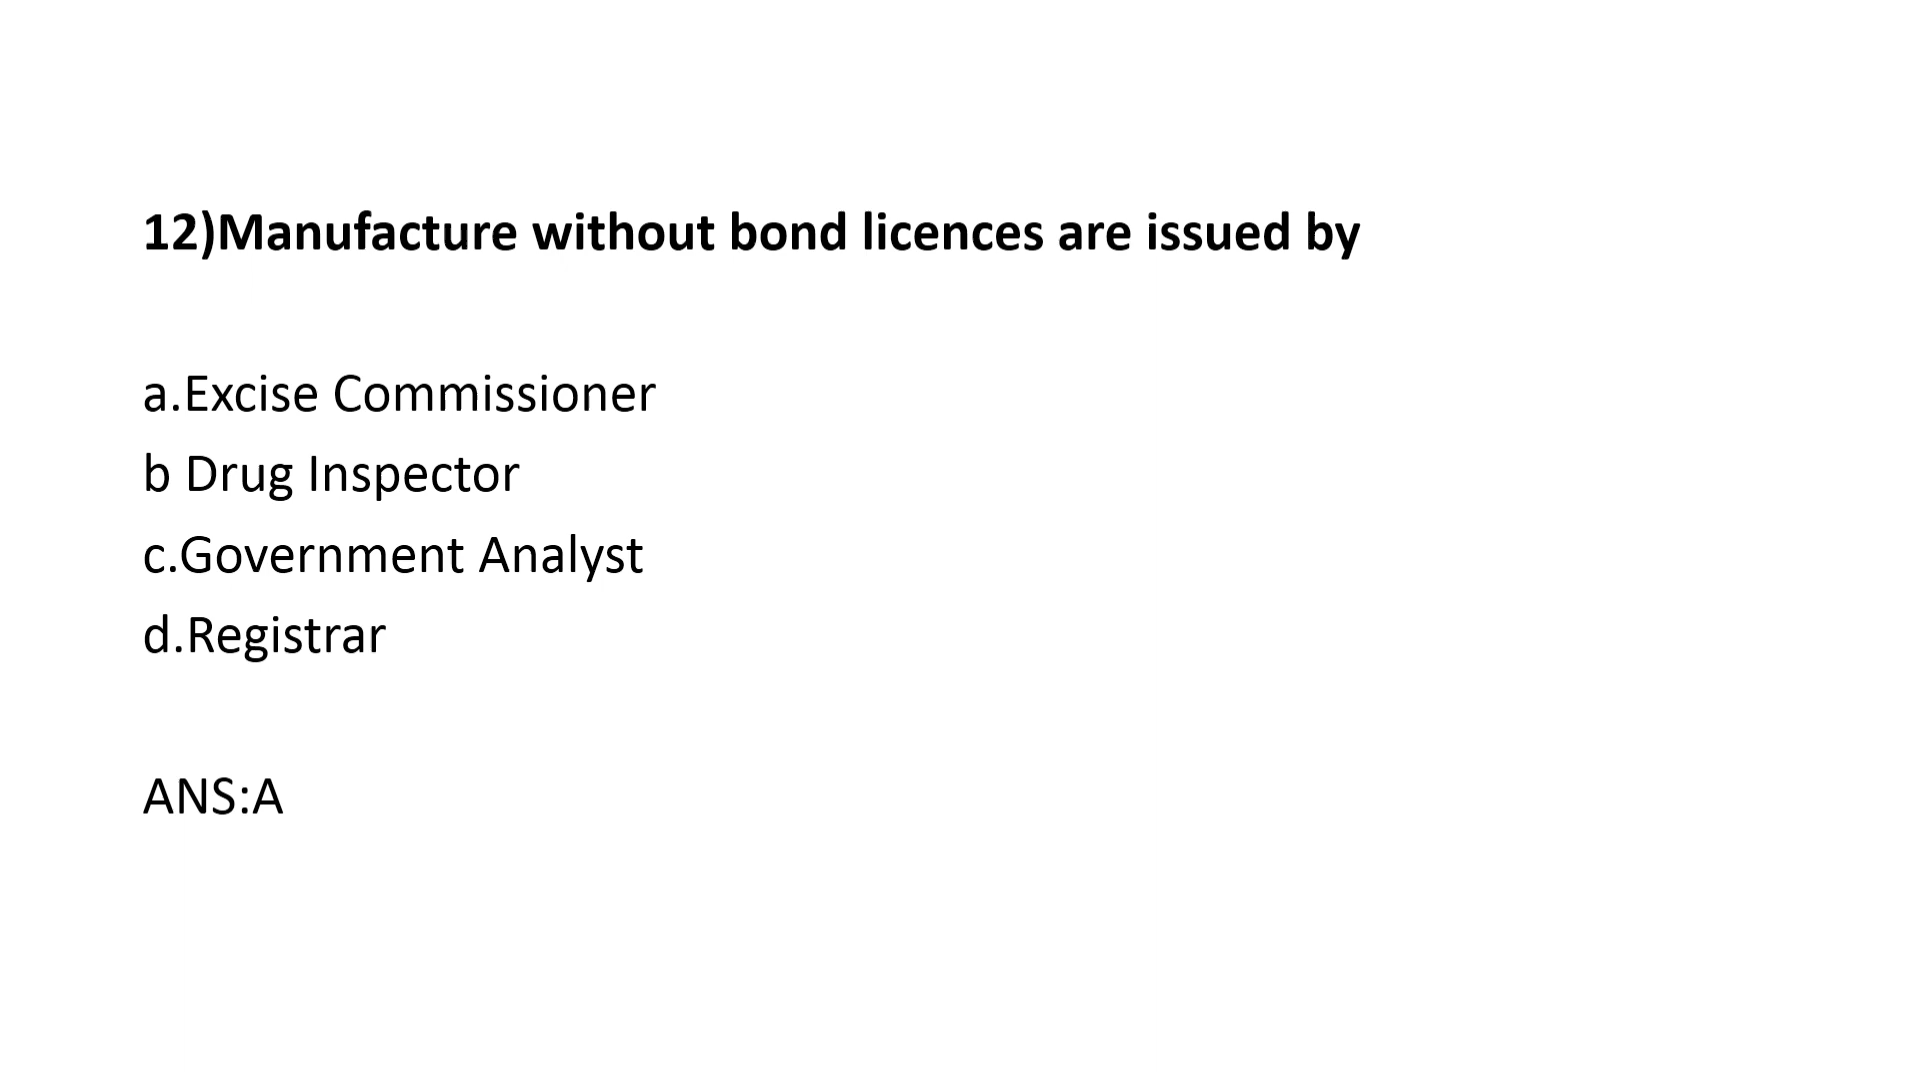 12)Manufacture without bond licences are issued by
a.Excise Commissioner
b Drug Inspector
c.Government Analyst
d.Registrar
ANS:A